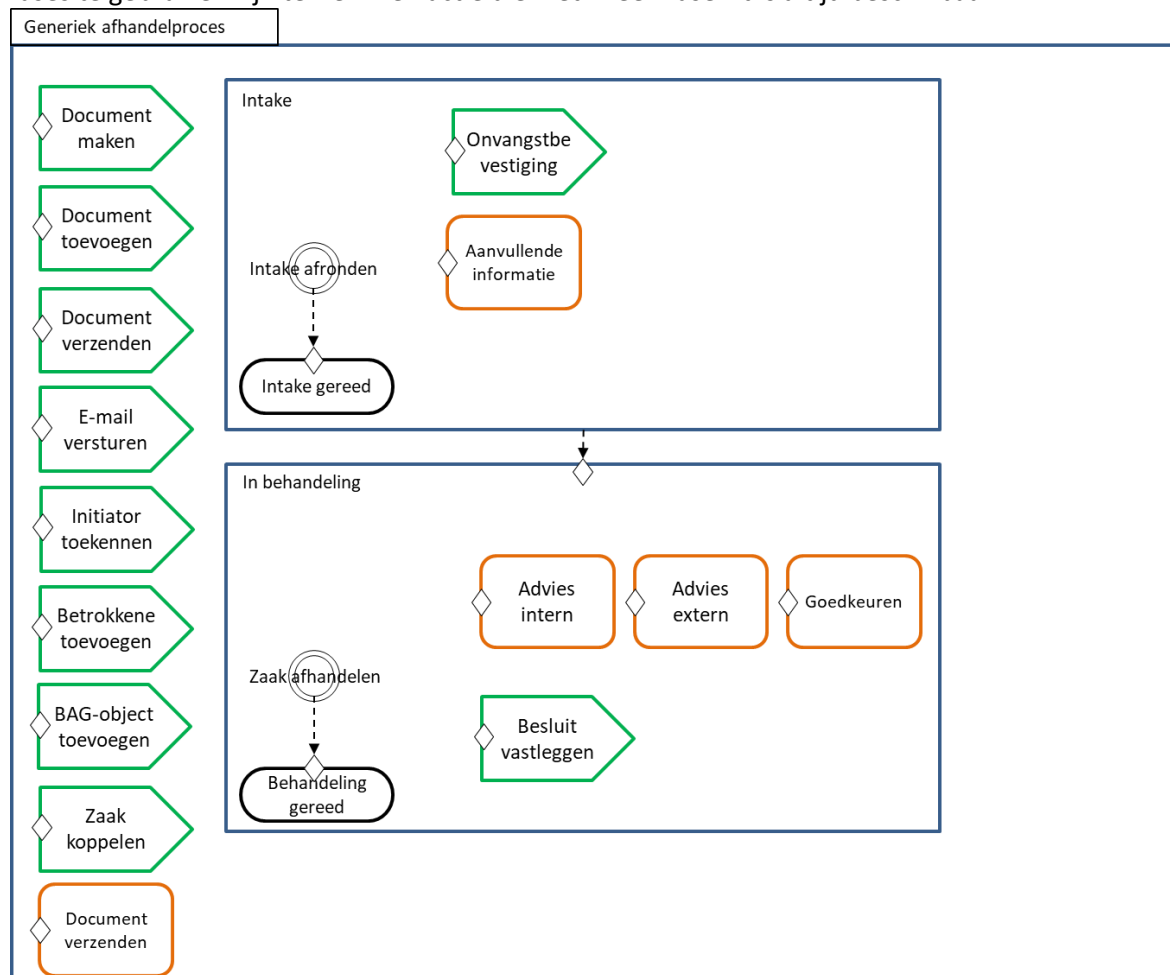 Generiek afhandelproces
Document
maken
Document
toevoegen
Document
verzenden
E-mail
versturen
Initiator
toekennen
Betrokkene
toevoegen
BAG-object
toevoegen
Zaak
koppelen
Document
verzenden
Intake
Onvangstbe
vestiging
Aanvullende
informatie
Intake afronden
Intake gereed
In behandeling
Advies
intern
Advies
extern
Goedkeuren
Zaak afhandelen
Besluit
vastleggen
Behandeling
gereed